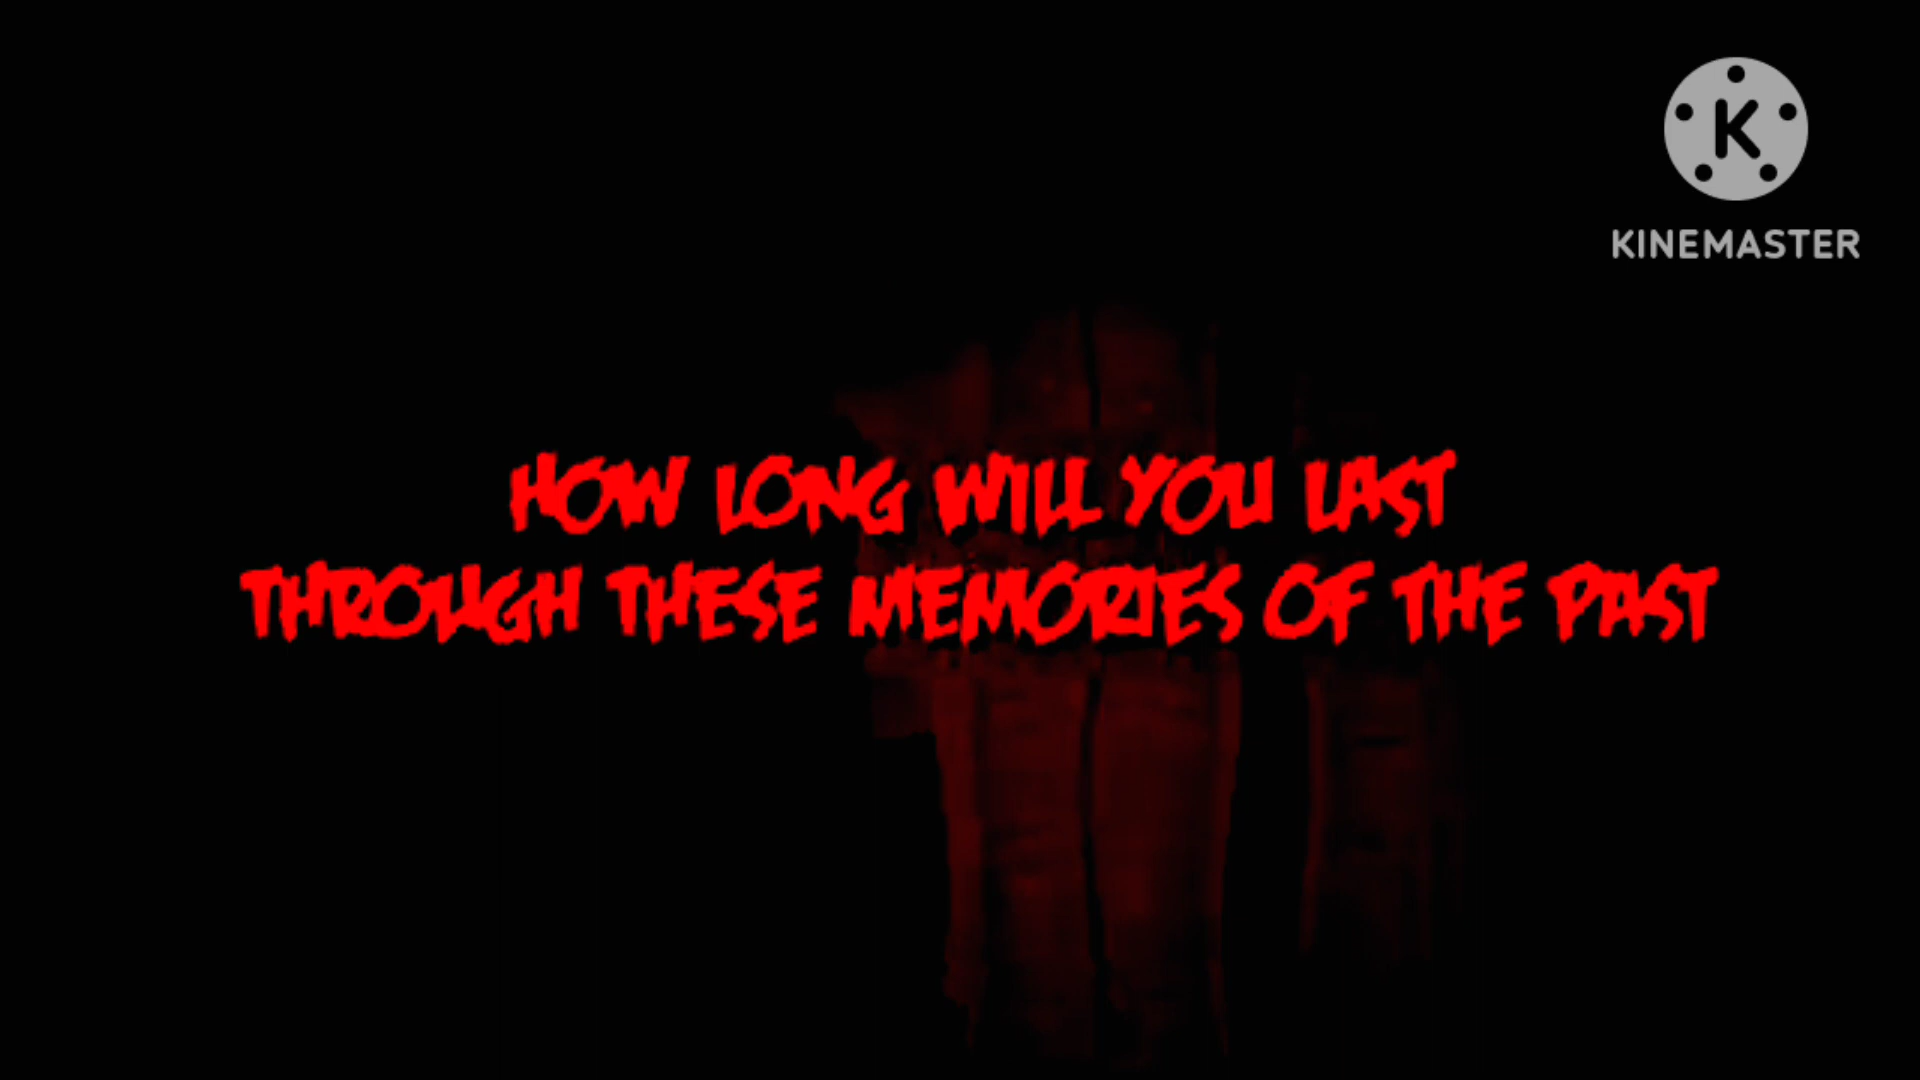 K
KINEMASTER
HOW LONG WILL YOU LAST
THROUGH THESE MEMORIES OF THE PAST